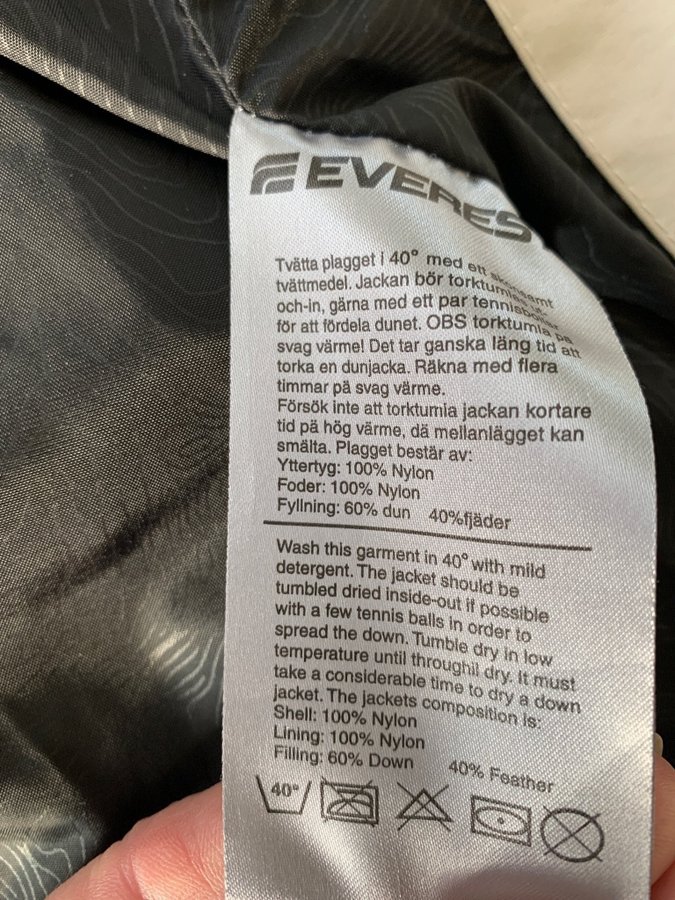 EVERES
Tvätta plagget i 40° med ett skonsamt
tvättmedel. Jackan bör torktumlas ut-
och-in, gärna med ett par tennisbollar
för att fördela dunet. OBS torktumla på
svag värme! Det tar ganska läng tid att
torka en dunjacka. Räkna med flera
timmar på svag värme.
Försök inte att torktumla jackan kortare
tid på hög värme, då mellanlägget kan
smälta. Plagget bestär av:
Yttertyg: 100% Nylon
Foder: 100% Nylon
Fyllning: 60% dun 40%fjäder
Wash this garment in 40° with mild
detergent. The jacket should be
tumbled dried inside-out if possible
with a few tennis balls in order to
spread the down. Tumble dry in low
temperature until throughil dry. It must
take a considerable time to dry a down
jacket. The jackets composition is:
Shell: 100% Nylon
Lining: 100% Nylon
Filling: 60% Down 40% Feather
40°